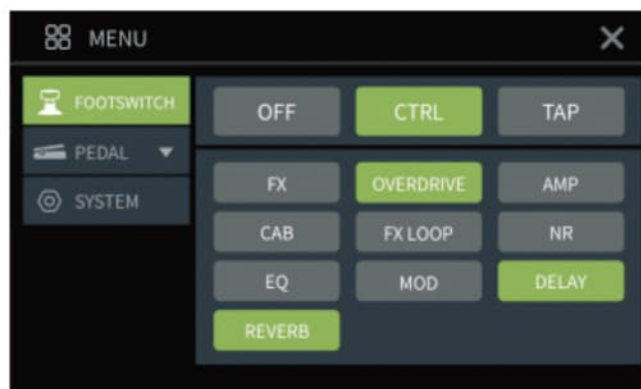 MENU
FOOTSWITCH
PEDAL
SYSTEM
OFF CTRL TAP
FX OVERDRIVE AMP
CAB FX LOOP NR
EQ MOD DELAY
REVERB